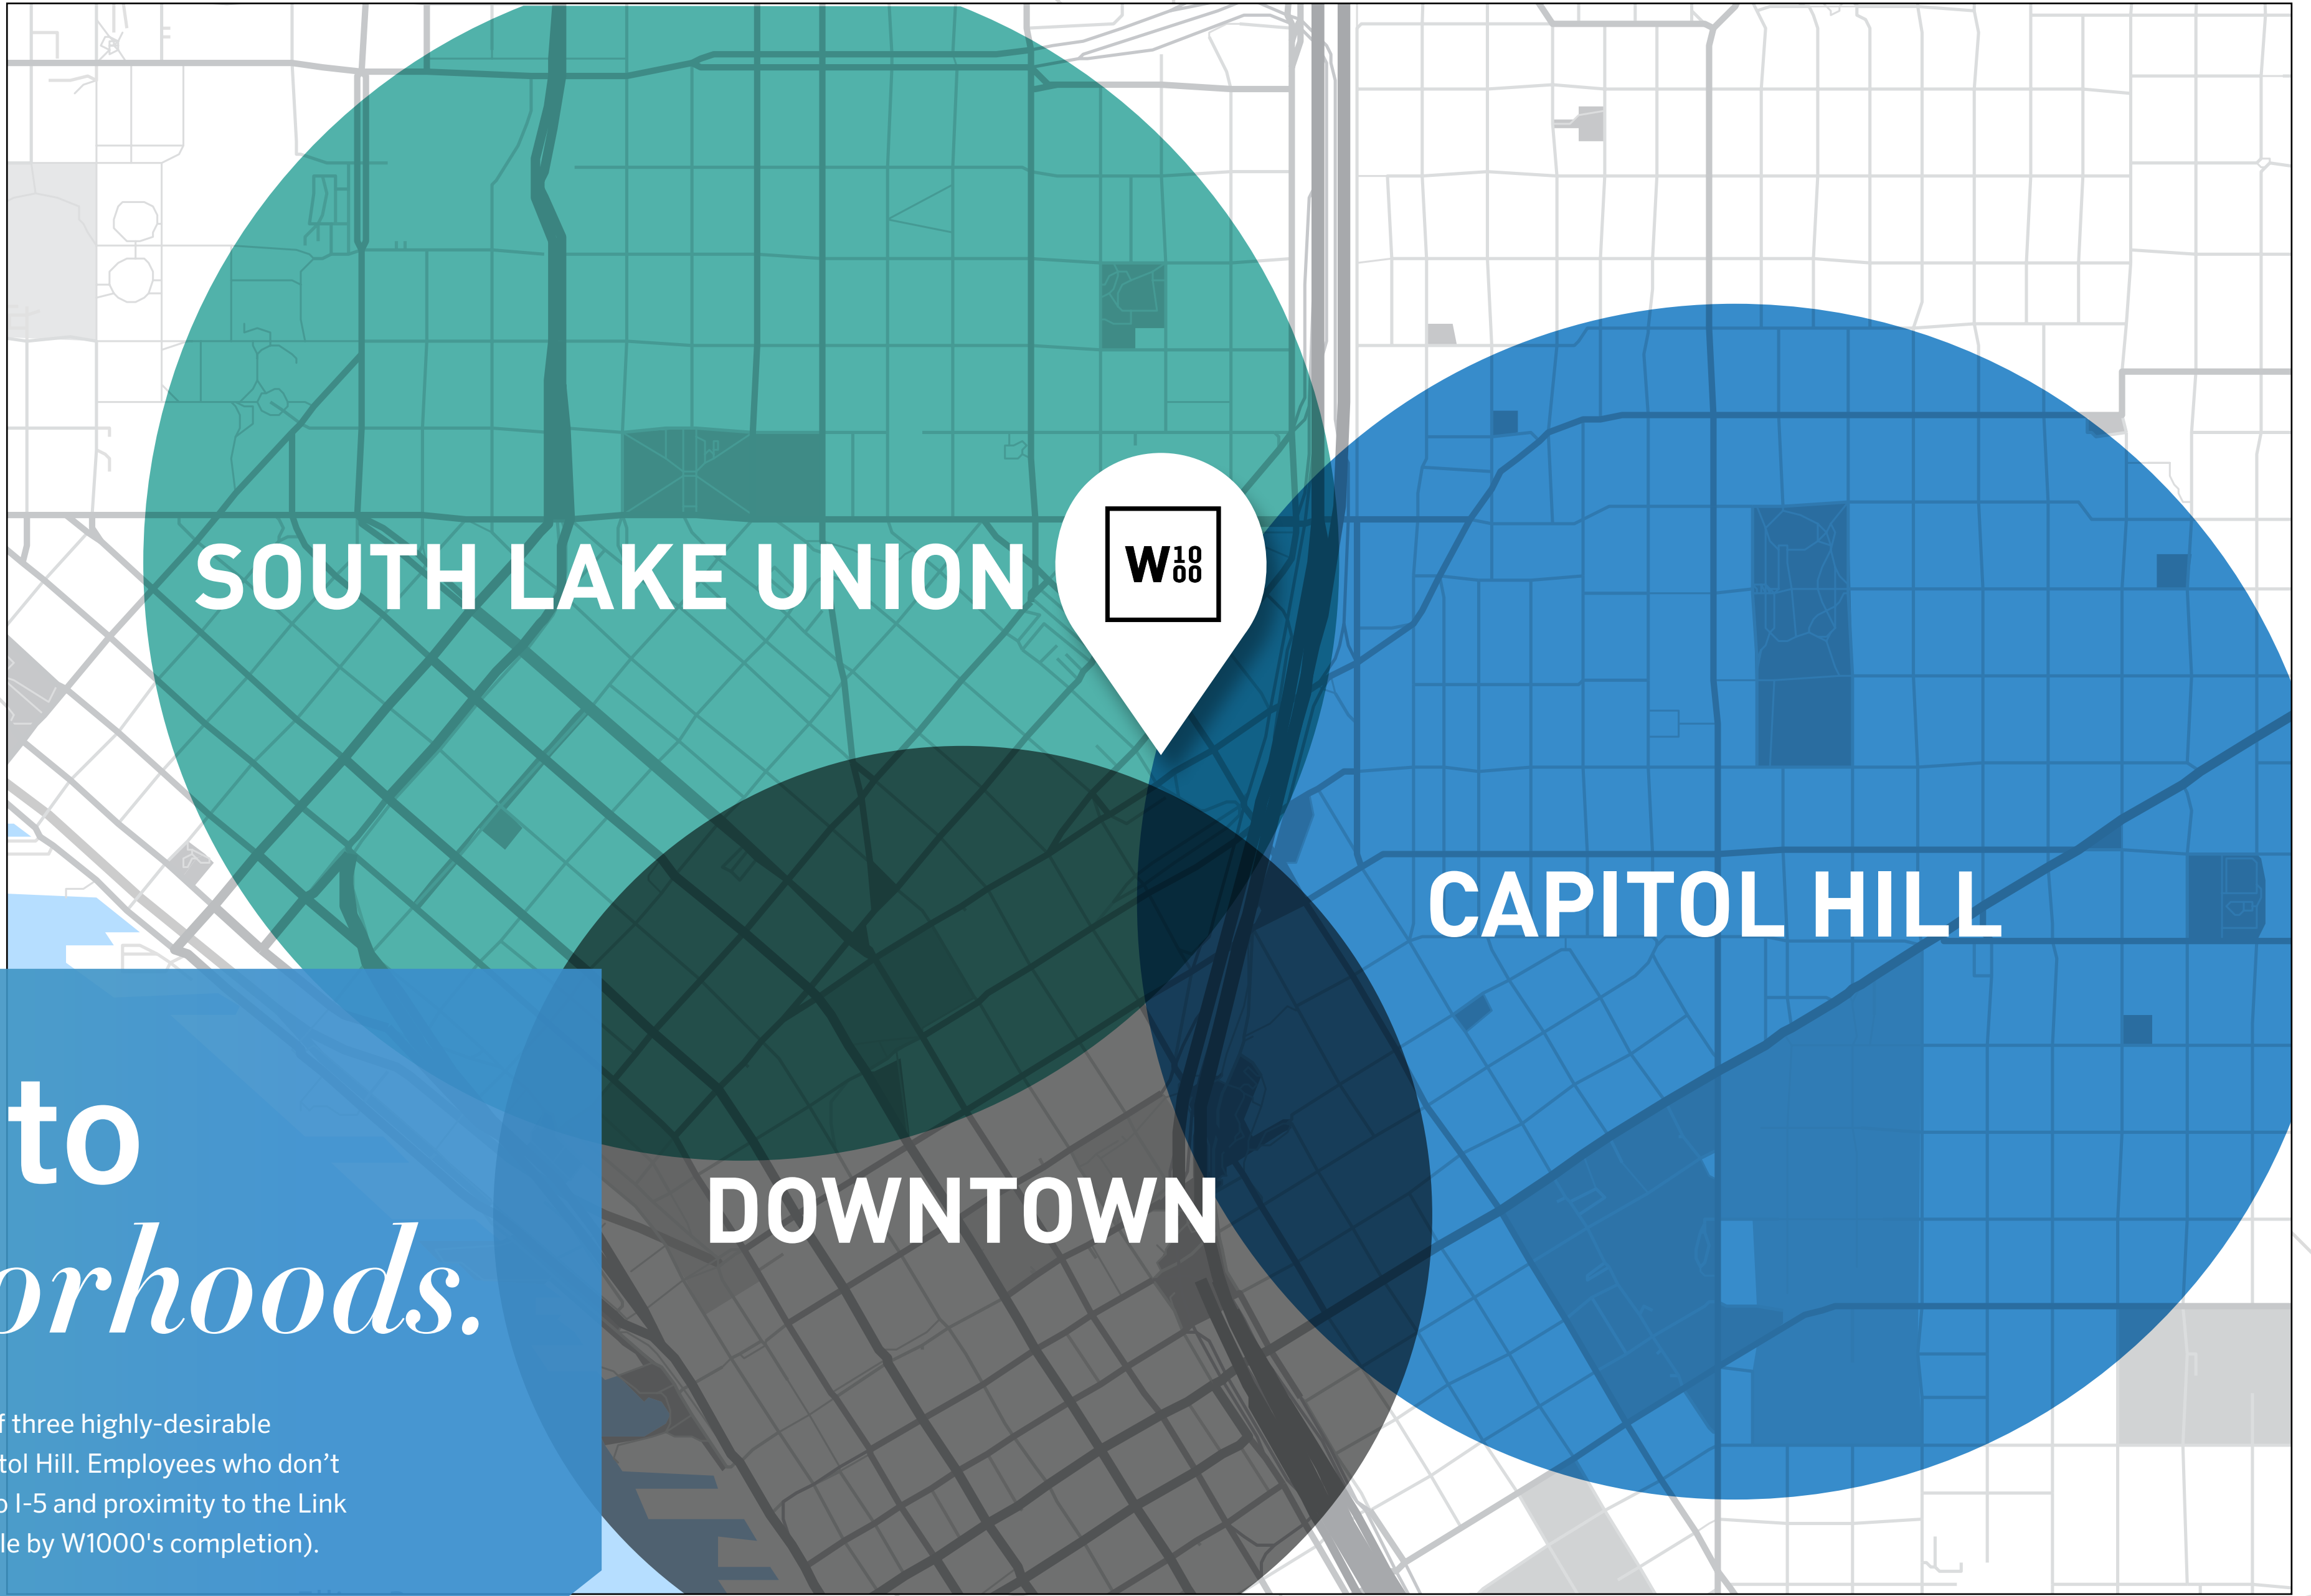 SOUTH LAKE UNION
W 10
00
CAPITOL HILL
DOWNTOWN
to
orhoods.
f three highly-desirable
tol Hill. Employees who don’t
o I-5 and proximity to the Link
le by W1000's completion).